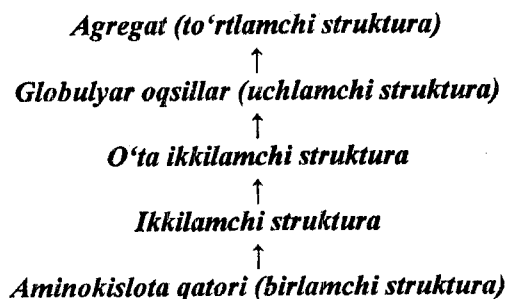 Agregat (to‘rtlamchi struktura)
↑
Globulyar oqsillar (uchlamchi struktura)
↑
O‘ta ikkilamchi struktura
↑
Ikkilamchi struktura
↑
Aminokislota qatori (birlamchi struktura)